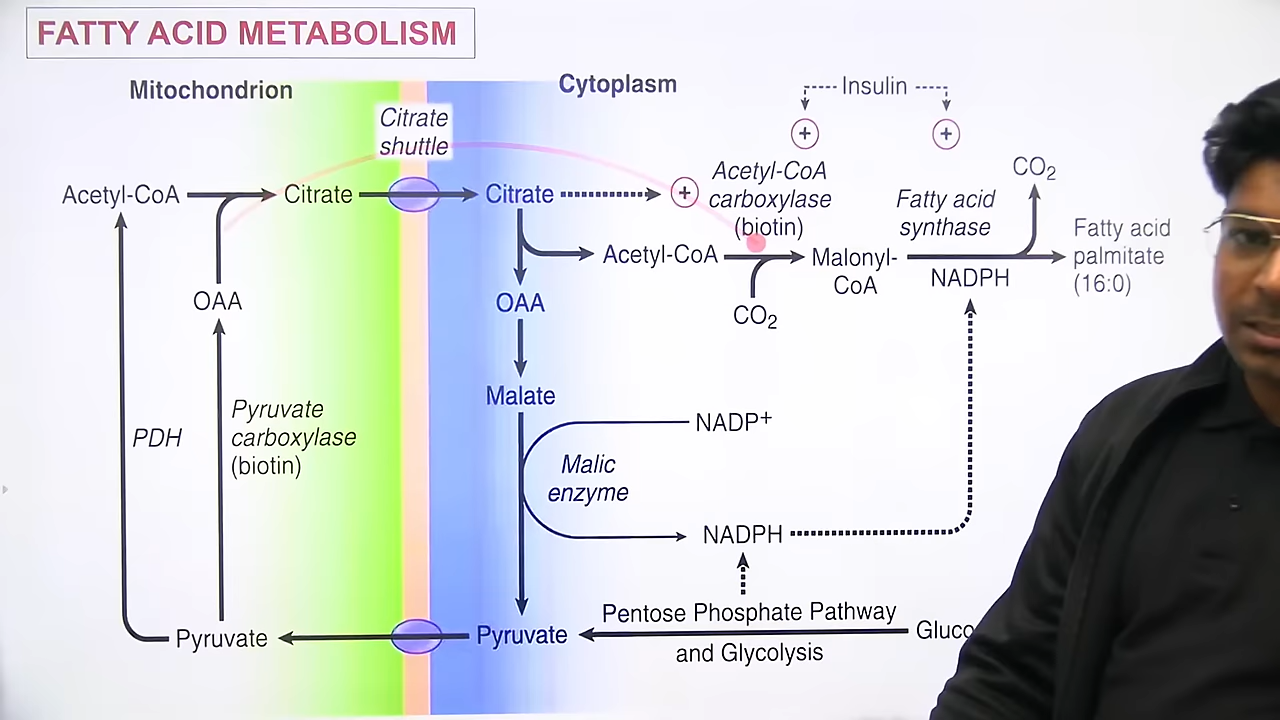 FATTY ACID METABOLISM
Mitochondrion
Cytoplasm
Insulin
+
+
Citrate
shuttle
Acetyl-CoA
Citrate
Citrate
+
Acetyl-CoA
carboxylase
(biotin)
Fatty acid
synthase
CO₂
Acetyl-CoA
Malonyl-
CoA
NADPH
Fatty acid
palmitate
(16:0)
CO₂
OAA
OAA
Malate
PDH
Pyruvate
carboxylase
(biotin)
NADP⁺
Malic
enzyme
NADPH
Pentose Phosphate Pathway
Pyruvate
Pyruvate
Gluco
and Glycolysis